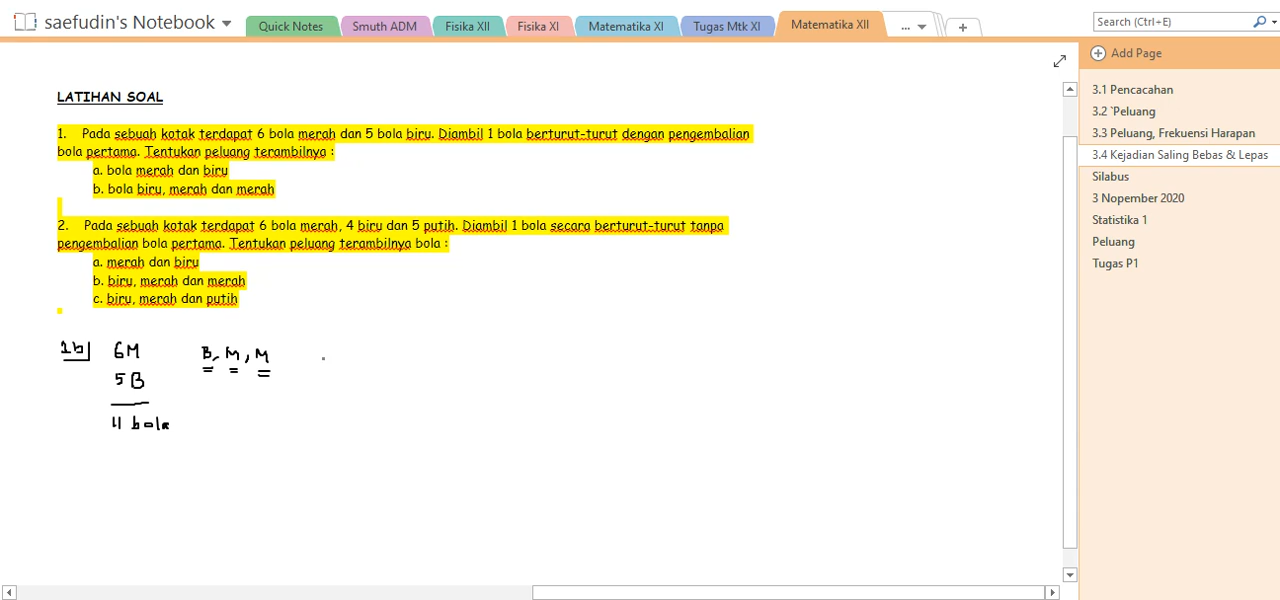 saefudin's Notebook
Quick Notes
Smuth ADM
Fisika XII
Fisika XI
Matematika XI
Tugas Mtk XI
Matematika XII
...
Search (Ctrl+E)
Add Page
3.1 Pencacahan
3.2 `Peluang
3.3 Peluang, Frekuensi Harapan
3.4 Kejadian Saling Bebas & Lepas
Silabus
3 Nopember 2020
Statistika 1
Peluang
Tugas P1
LATIHAN SOAL
1. Pada sebuah kotak terdapat 6 bola merah dan 5 bola biru. Diambil 1 bola berturut-turut dengan pengembalian
bola pertama. Tentukan peluang terambilnya :
a. bola merah dan biru
b. bola biru, merah dan merah
2. Pada sebuah kotak terdapat 6 bola merah, 4 biru dan 5 putih. Diambil 1 bola secara berturut-turut tanpa
pengembalian bola pertama. Tentukan peluang terambilnya bola :
a. merah dan biru
b. biru, merah dan merah
c. biru, merah dan putih
1b 6M B, M, M
5B
11 bola